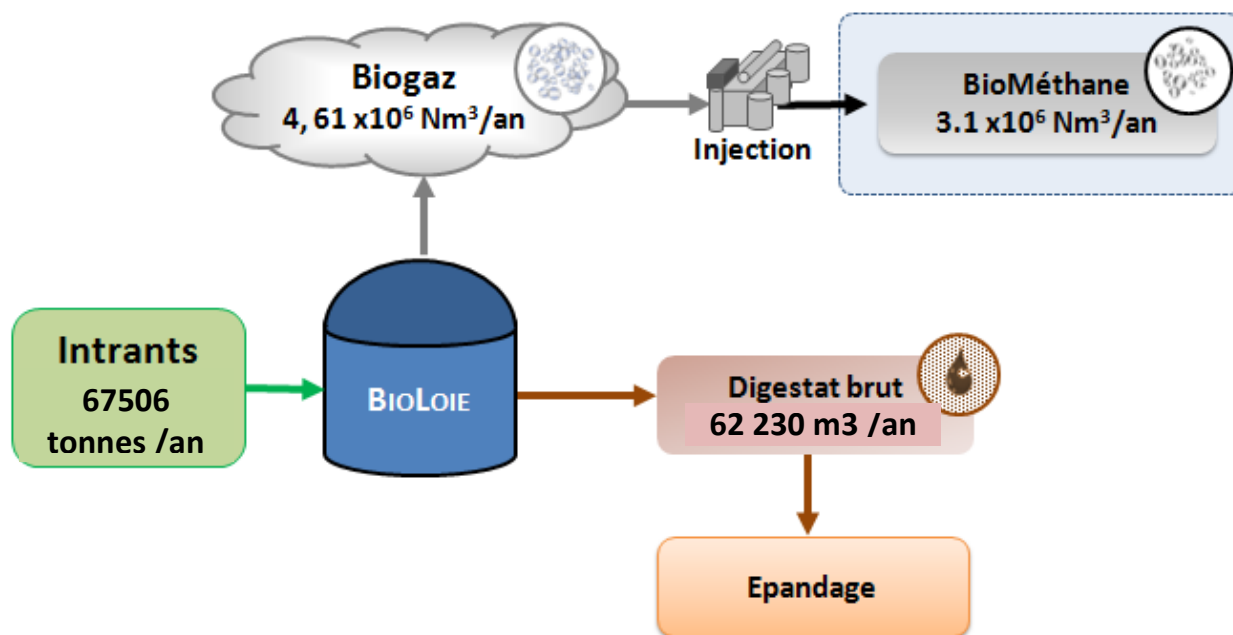 Biogaz
4, 61 x10⁶ Nm³/an
Injection
BioMéthane
3.1 x10⁶ Nm³/an
Intrants
67506
tonnes /an
BIOLOIE
Digestat brut
62 230 m3 /an
Epandage